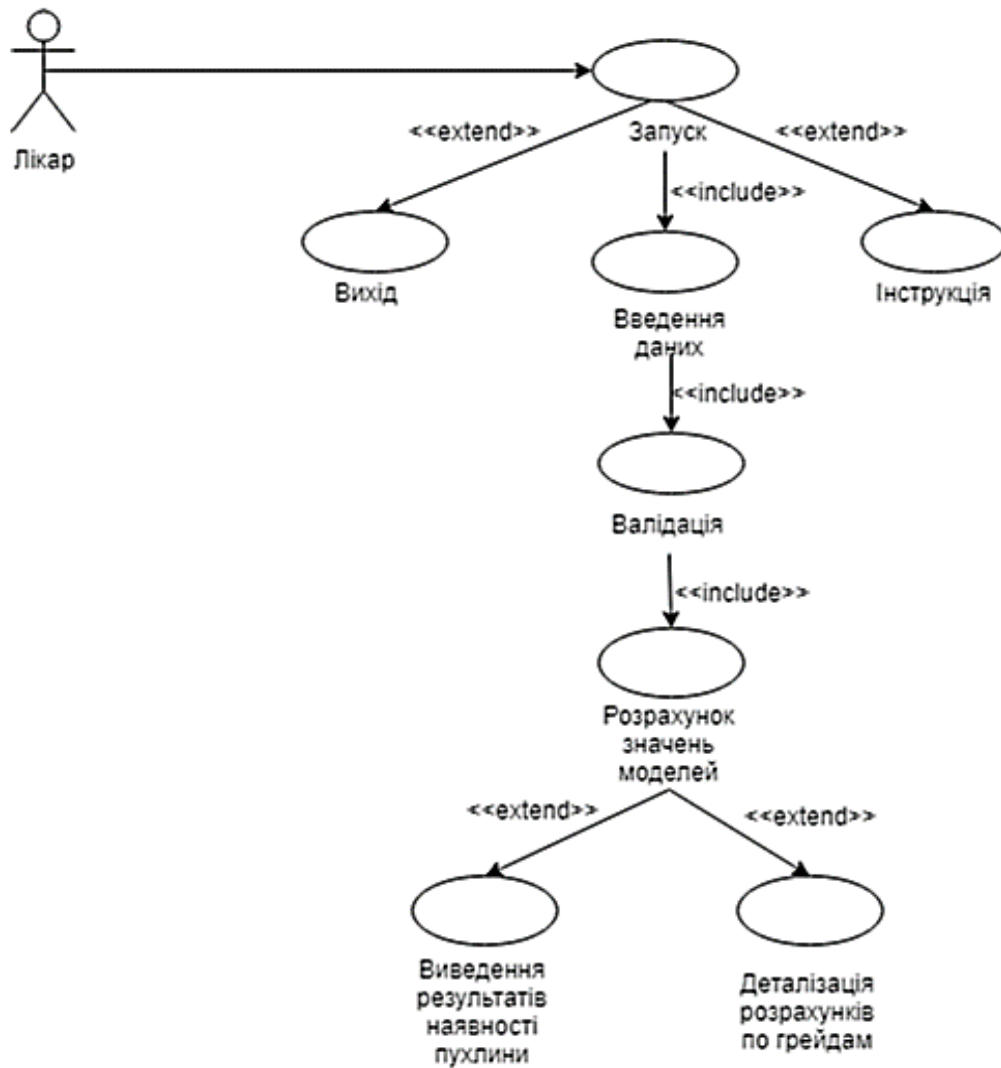 Лікар
<<extend>>
Запуск
<<extend>>
<<include>>
Вихід
Введення
даних
Інструкція
<<include>>
Валідація
<<include>>
Розрахунок
значень
моделей
<<extend>>
<<extend>>
Виведення
результатів
наявності
пухлини
Деталізація
розрахунків
по грейдам